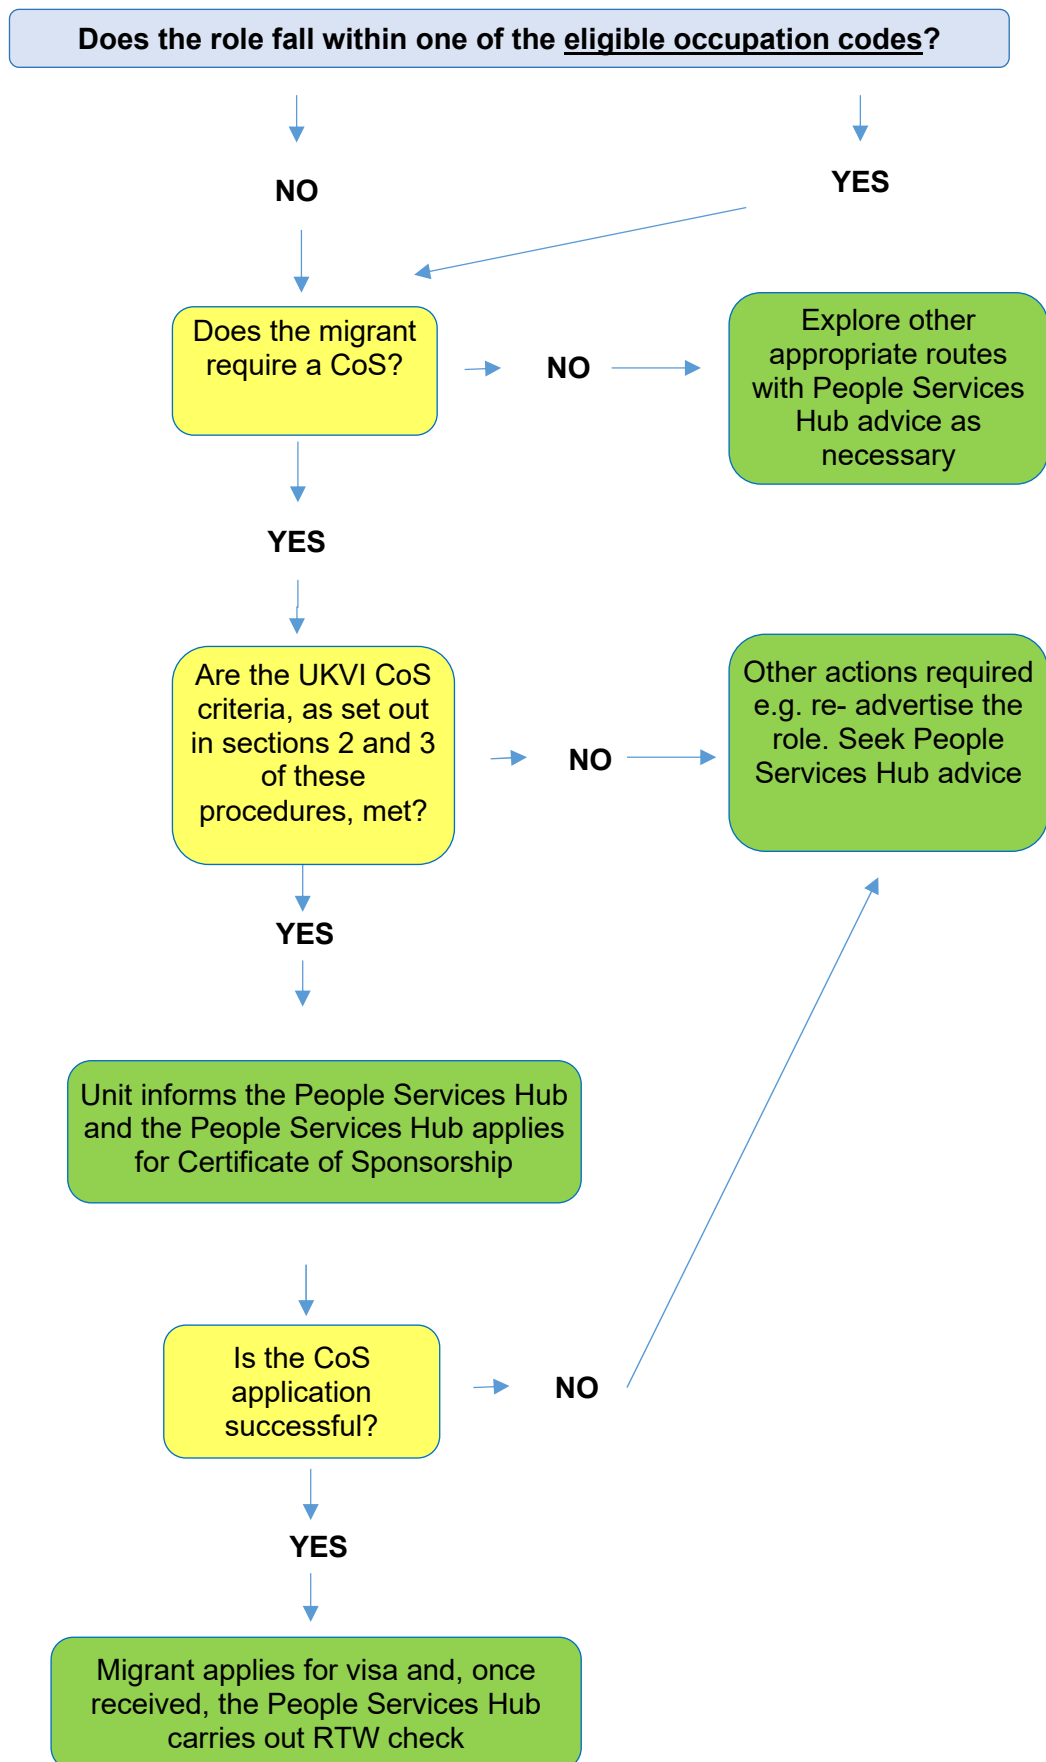 Does the role fall within one of the eligible occupation codes?
NO
YES
Does the migrant
require a CoS?
NO
Explore other
appropriate routes
with People Services
Hub advice as
necessary
YES
Are the UKVI CoS
criteria, as set out
in sections 2 and 3
of these
procedures, met?
NO
Other actions required
e.g. re- advertise the
role. Seek People
Services Hub advice
YES
Unit informs the People Services Hub
and the People Services Hub applies
for Certificate of Sponsorship
Is the CoS
application
successful?
NO
YES
Migrant applies for visa and, once
received, the People Services Hub
carries out RTW check